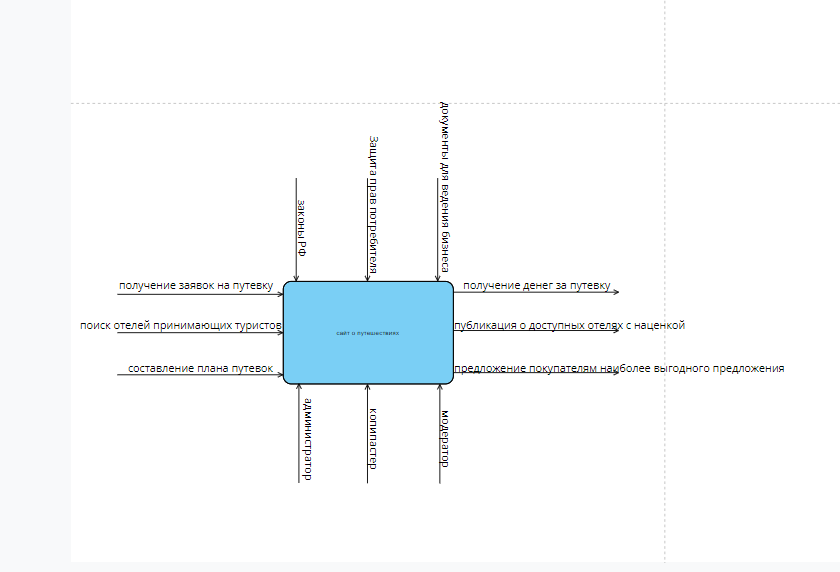 документы для ведения бизнеса
Защита прав потребителя
законы РФ
получение заявок на путевку
получение денег за путевку
поиск отелей принимающих туристов
сайт о путешествиях
публикация о доступных отелях с наценкой
составление плана путевок
предложение покупателям наиболее выгодного предложения
администратор
копипастер
модератор